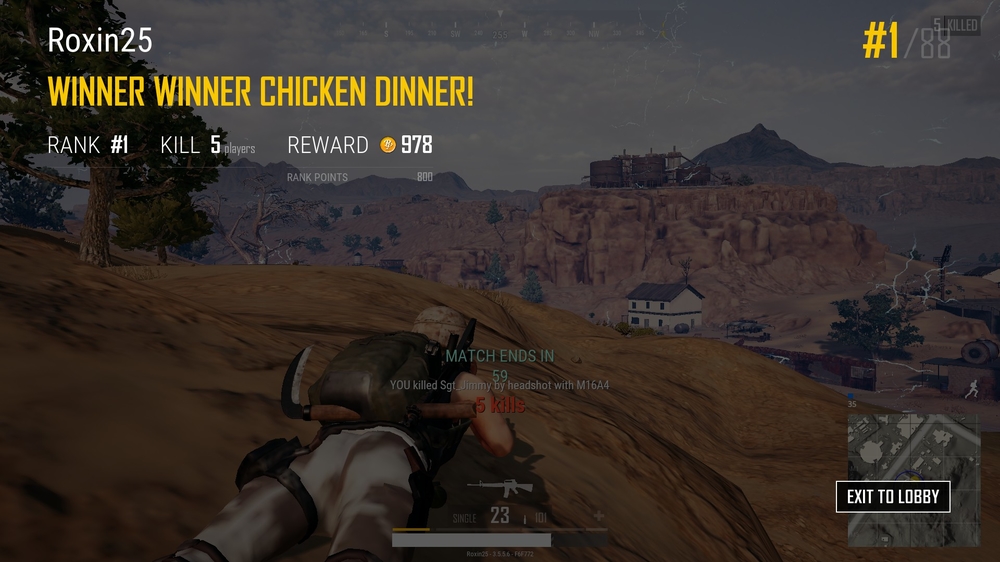 Roxin25
#1/88
5 KILLED
WINNER WINNER CHICKEN DINNER!
RANK #1 KILL 5 players REWARD 978
RANK POINTS 800
MATCH ENDS IN
59
YOU killed Sgt_Jimmy by headshot with M16A4
5 kills
35
EXIT TO LOBBY
SINGLE 23 101